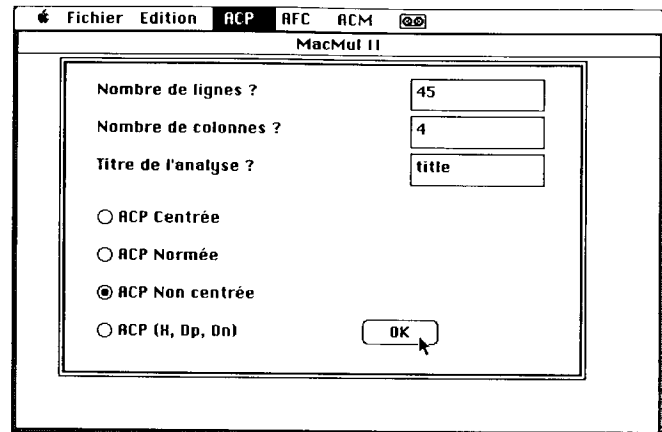 Fichier Edition ACP AFC ACM
MacMul II
Nombre de lignes ? 45
Nombre de colonnes ? 4
Titre de l'analyse ? title
ACP Centrée
ACP Normée
ACP Non centrée
ACP (X, Dp, Dn) OK